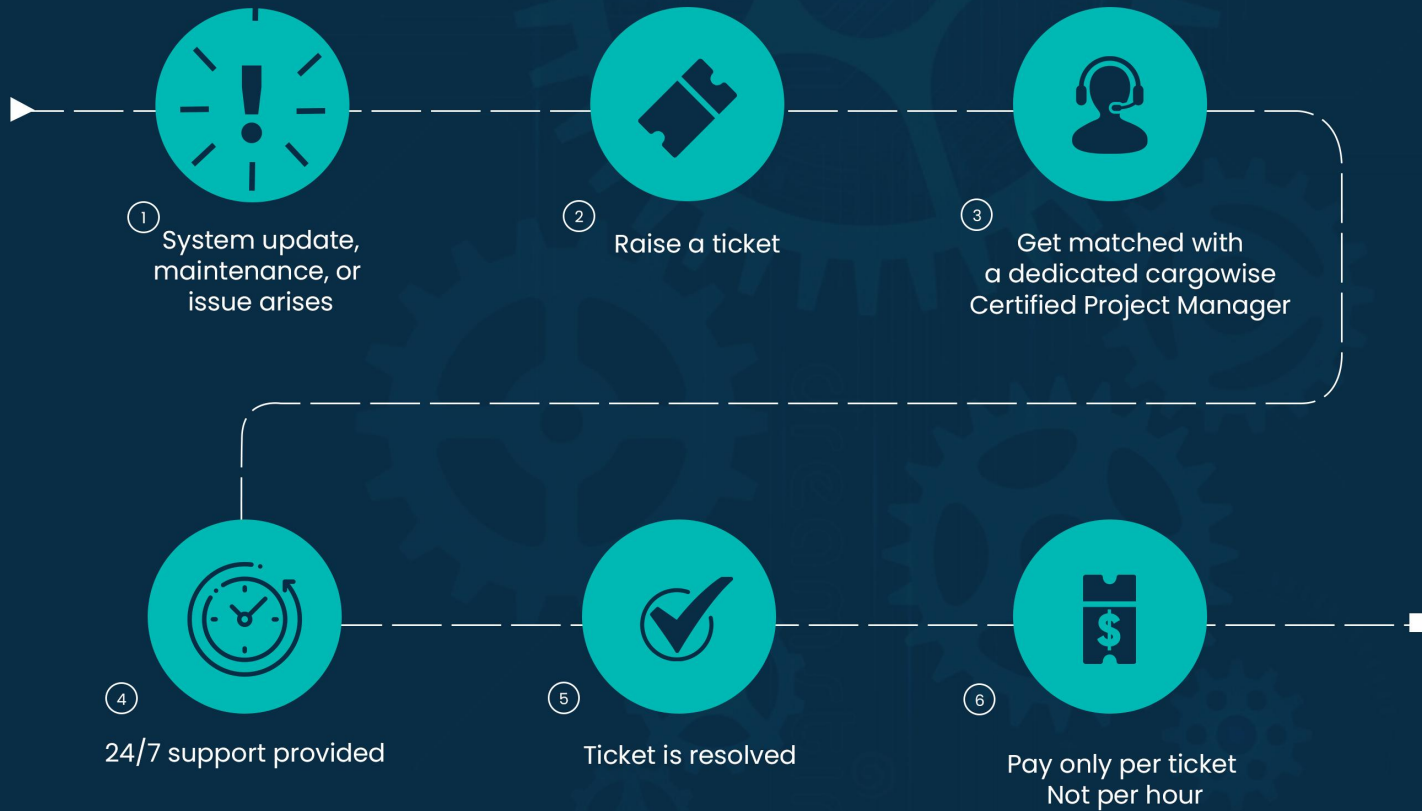 1
System update,
maintenance, or
issue arises
2
Raise a ticket
3
Get matched with
a dedicated cargowise
Certified Project Manager
4
24/7 support provided
5
Ticket is resolved
$
6
Pay only per ticket
Not per hour